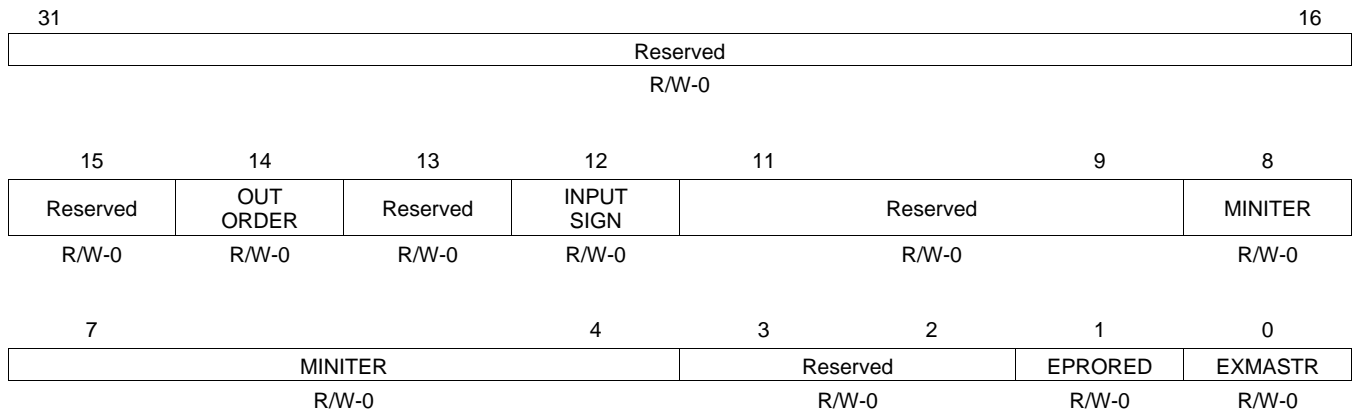 31 16
Reserved
R/W-0
15 14 13 12 11 9 8
Reserved OUT ORDER Reserved INPUT SIGN Reserved MINITER
R/W-0 R/W-0 R/W-0 R/W-0 R/W-0 R/W-0
7 4 3 2 1 0
MINITER Reserved EPRORED EXMASTR
R/W-0 R/W-0 R/W-0 R/W-0